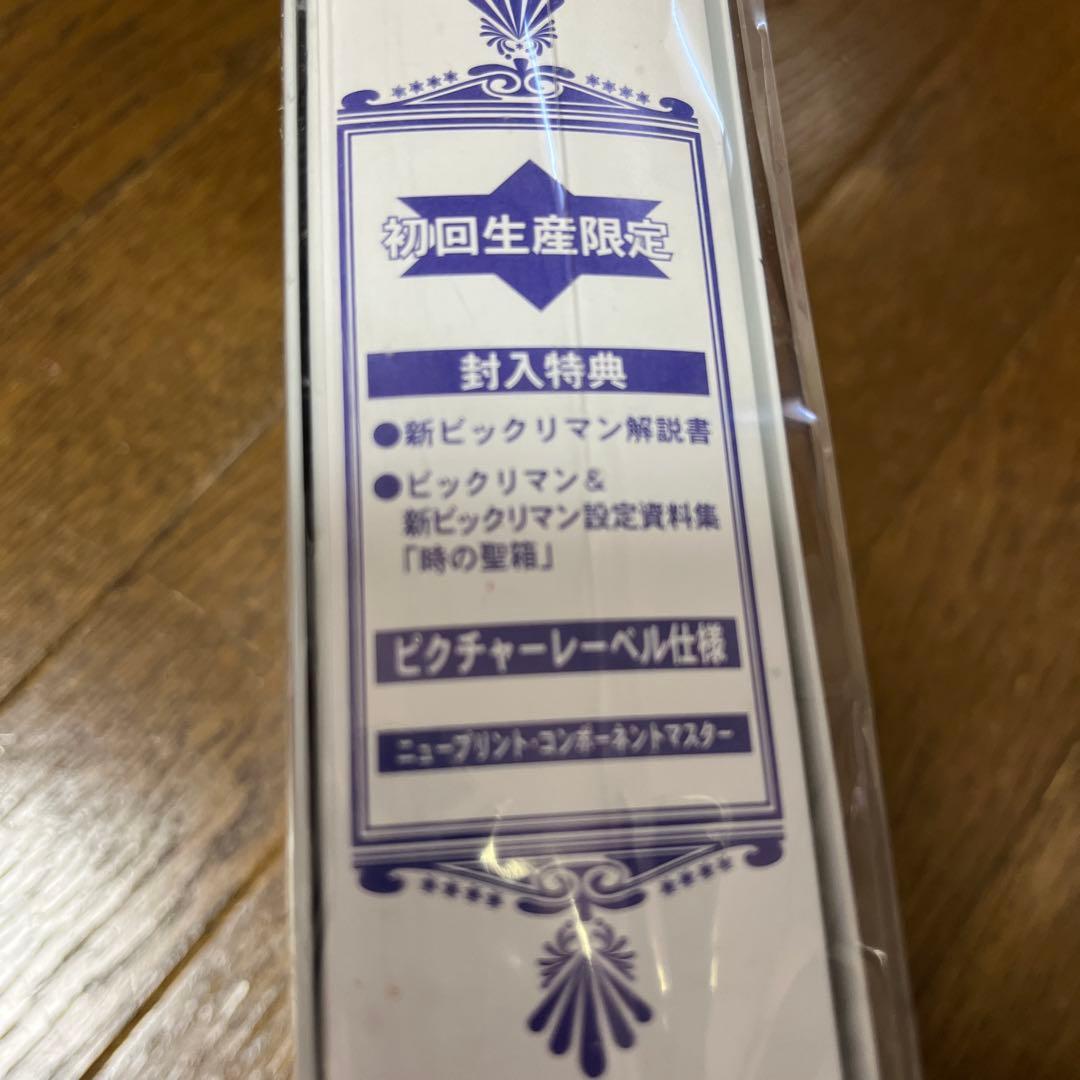 初回生産限定
封入特典
●新ビックリマン解説書
●ビックリマン&
新ビックリマン設定資料集
「時の聖箱」
ピクチャーレーベル仕様
ニュープリント・コンポーネントマスター